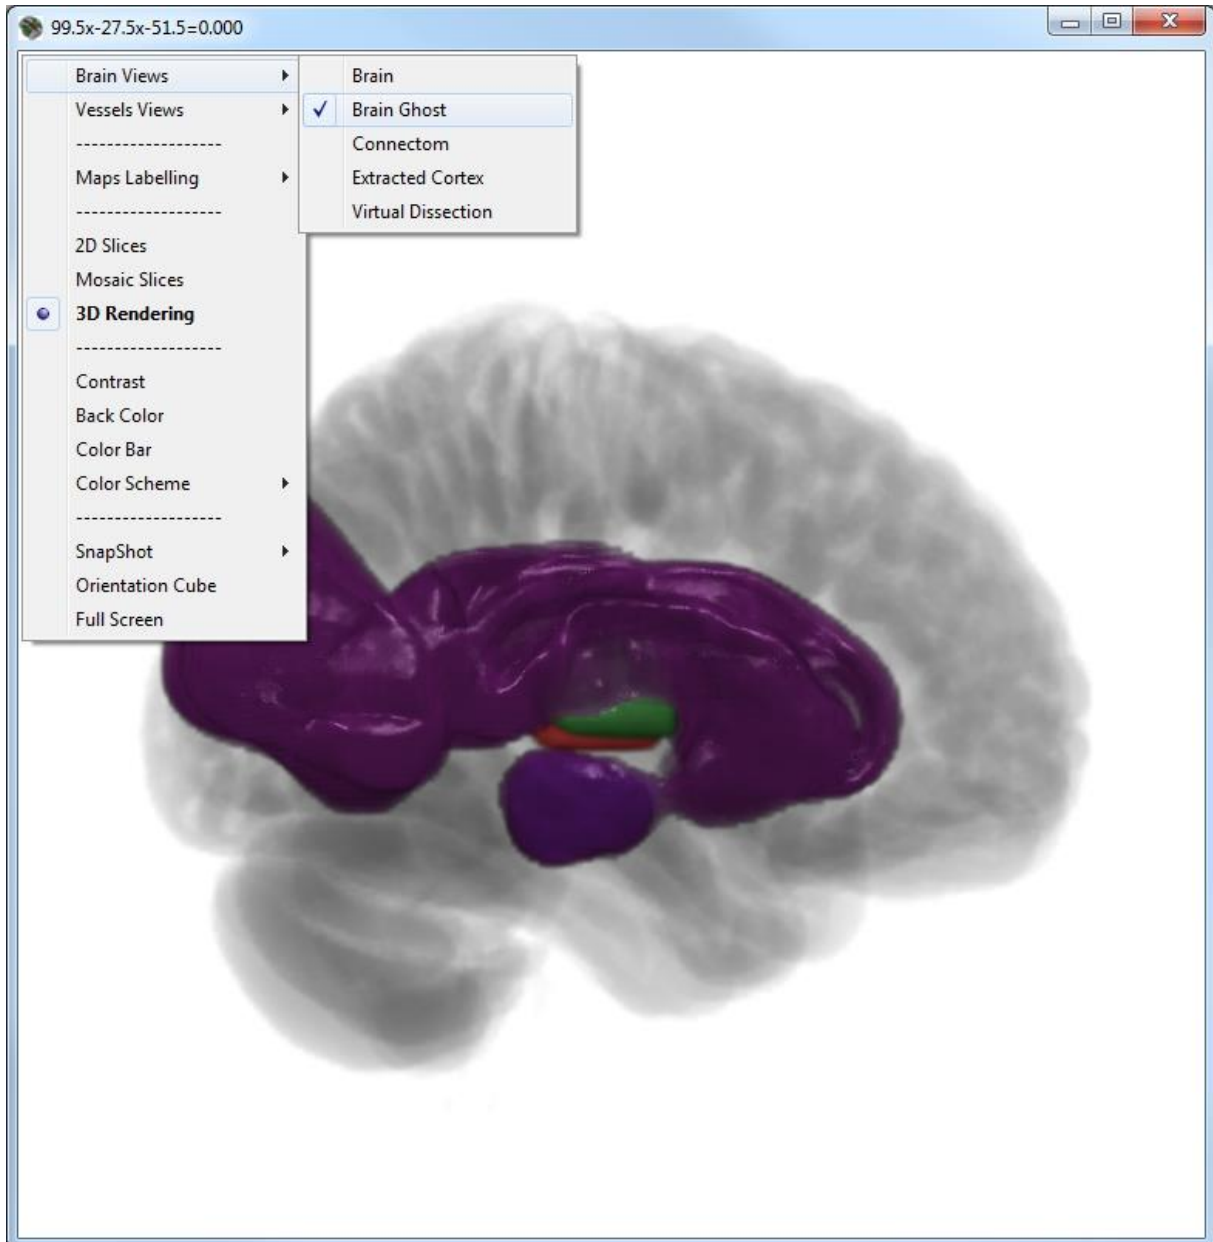 99.5x-27.5x-51.5=0.000
Brain Views
Vessels Views
-------------------
Maps Labelling
-------------------
2D Slices
Mosaic Slices
3D Rendering
-------------------
Contrast
Back Color
Color Bar
Color Scheme
-------------------
SnapShot
Orientation Cube
Full Screen
Brain
Brain Ghost
Connectom
Extracted Cortex
Virtual Dissection